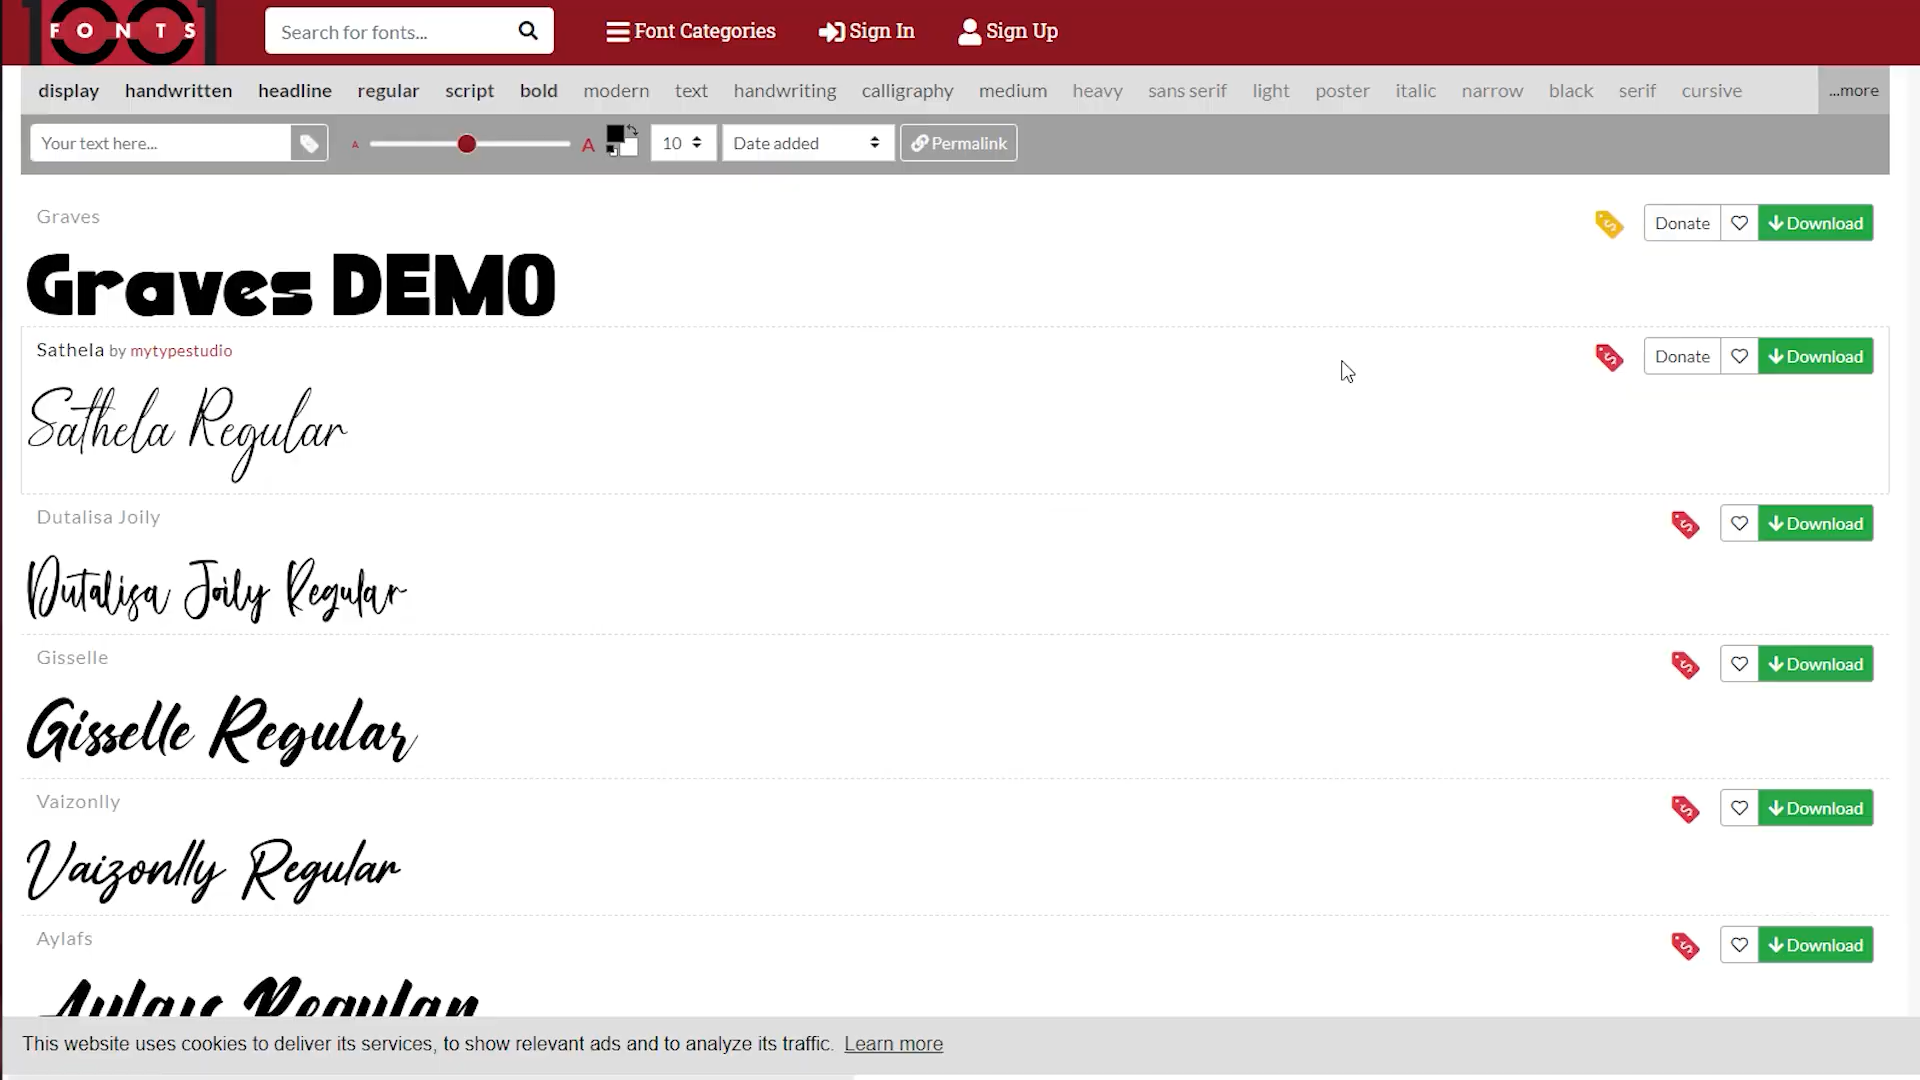 1001 FONTS
Search for fonts...
Font Categories
Sign In
Sign Up
display handwritten headline regular script bold modern text handwriting calligraphy medium heavy sans serif light poster italic narrow black serif cursive ...more
Your text here...
A A
10
Date added
Permalink
Graves
Donate Download
Graves DEMO
Sathela by mytypestudio
Donate Download
Sathela Regular
Dutalisa Joily
Download
Dutalisa Joily Regular
Gisselle
Download
Gisselle Regular
Vaizonlly
Download
Vaizonlly Regular
Aylafs
Download
Aylafs Regular
This website uses cookies to deliver its services, to show relevant ads and to analyze its traffic. Learn more